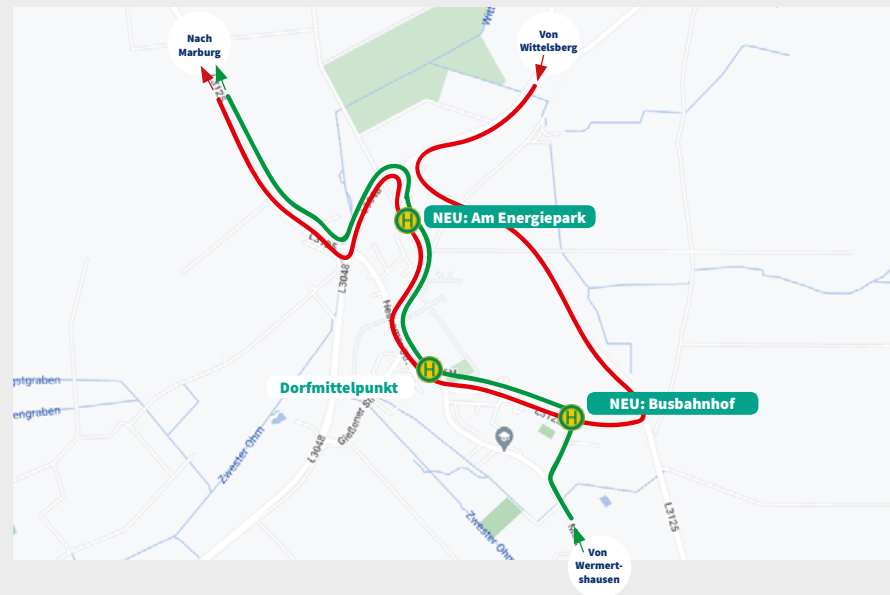 Nach
Marburg
Von
Wittelsberg
NEU: Am Energiepark
L3048
H
H
Dorfmittelpunkt
NEU: Busbahnhof
H
Gießener Str
L3048
Zwester Ohm
L3125
Zwester Ohm
Von
Wermert-
shausen